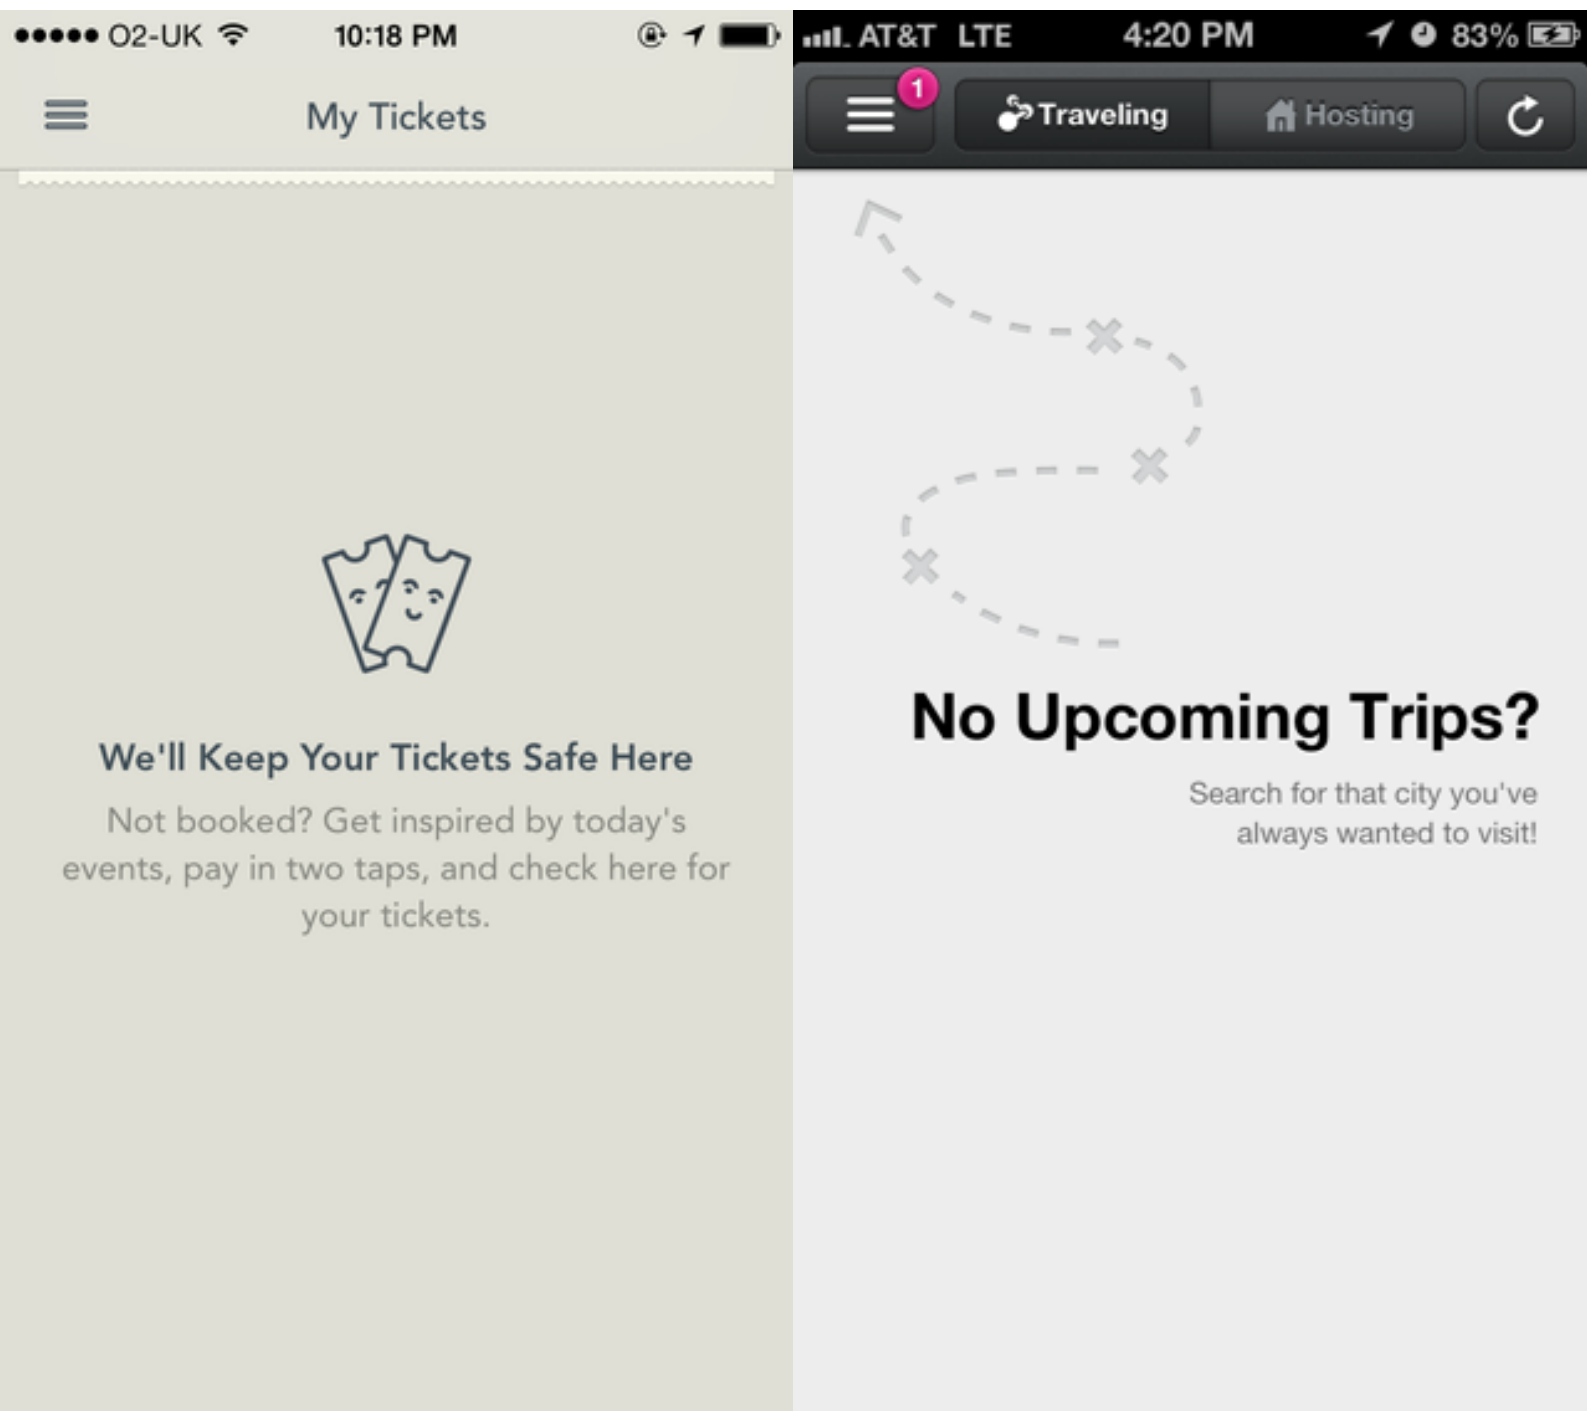 O2-UK 10:18 PM
My Tickets
We'll Keep Your Tickets Safe Here
Not booked? Get inspired by today's
events, pay in two taps, and check here for
your tickets.
AT&T LTE 4:20 PM 83%
1
Traveling Hosting
No Upcoming Trips?
Search for that city you've
always wanted to visit!